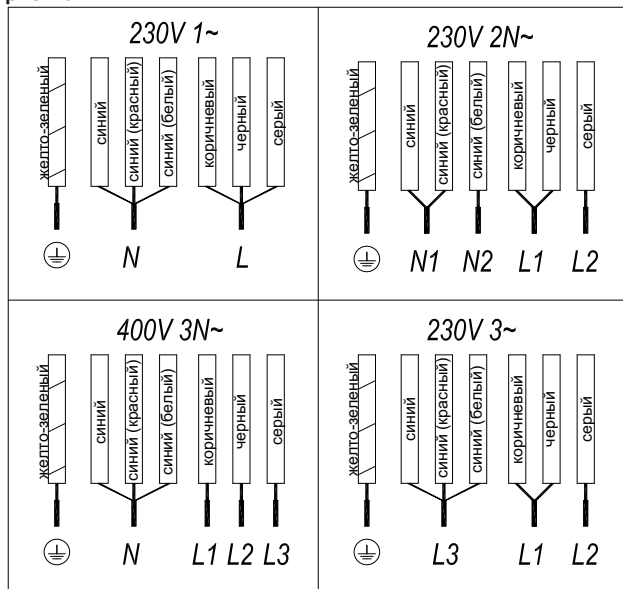 230V 1~
желто-зеленый
синий
синий (красный)
синий (белый)
коричневый
черный
серый
N
L
230V 2N~
желто-зеленый
синий
синий (красный)
синий (белый)
коричневый
черный
серый
N1
N2
L1
L2
400V 3N~
желто-зеленый
синий
синий (красный)
синий (белый)
коричневый
черный
серый
N
L1
L2
L3
230V 3~
желто-зеленый
синий
синий (красный)
синий (белый)
коричневый
черный
серый
L3
L1
L2